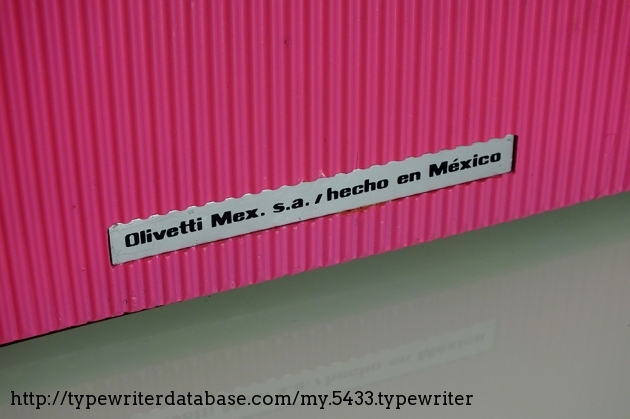 Olivetti Mex. s.a. / hecho en México
http://typewriterdatabase.com/my.5433.typewriter